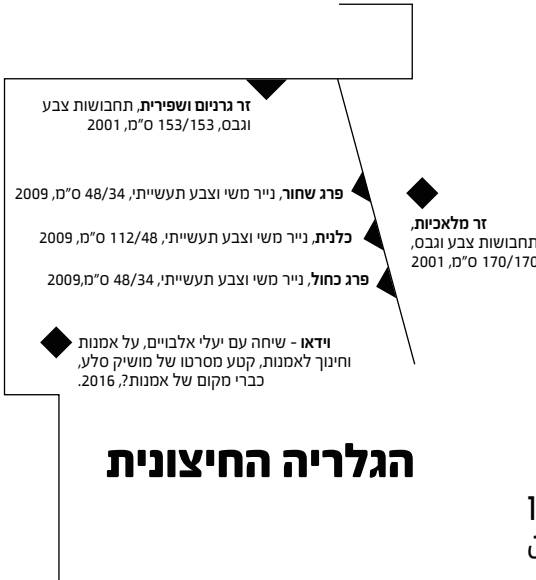 זר גרניום ושפירית, תחבושות צבע
וגבס, 153/153 ס״מ, 2001
פרג שחור, נייר משי וצבע תעשייתי, 48/34 ס״מ, 2009
כלנית, נייר משי וצבע תעשייתי, 112/48 ס״מ, 2009
פרג כחול, נייר משי וצבע תעשייתי, 48/34 ס״מ,2009
זר מלאכיות,
תחבושות צבע וגבס,
170/170 ס״מ, 2001
וידאו - שיחה עם יעלי אלבויים, על אמנות
וחינוך לאמנות, קטע מסרטו של מושיק סלע,
כברי מקום של אמנות?, 2016.
הגלריה החיצונית